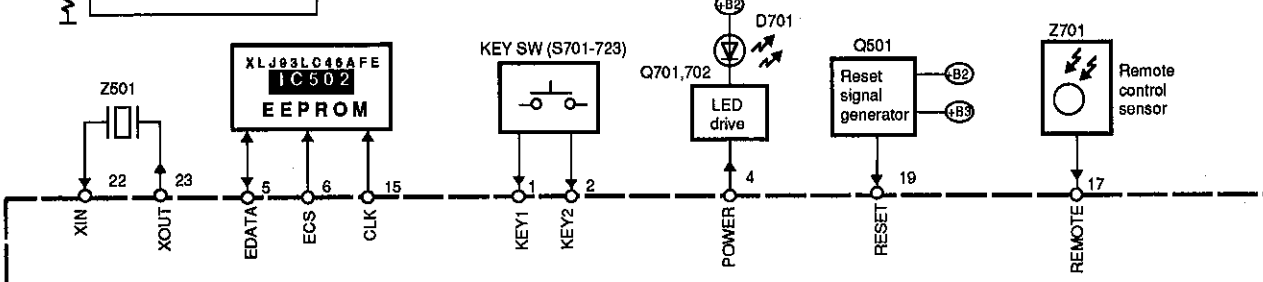 +B2
D701
Z701
KEY SW (S701-723)
Q501
XLJ93LC46AFE
IC502
EEPROM
Q701,702
Z501
Reset
signal
generator
+B2
+B3
Remote
control
sensor
LED
drive
22
23
5
6
15
1
2
4
19
17
XIN
XOUT
EDATA
ECS
CLK
KEY1
KEY2
POWER
RESET
REMOTE